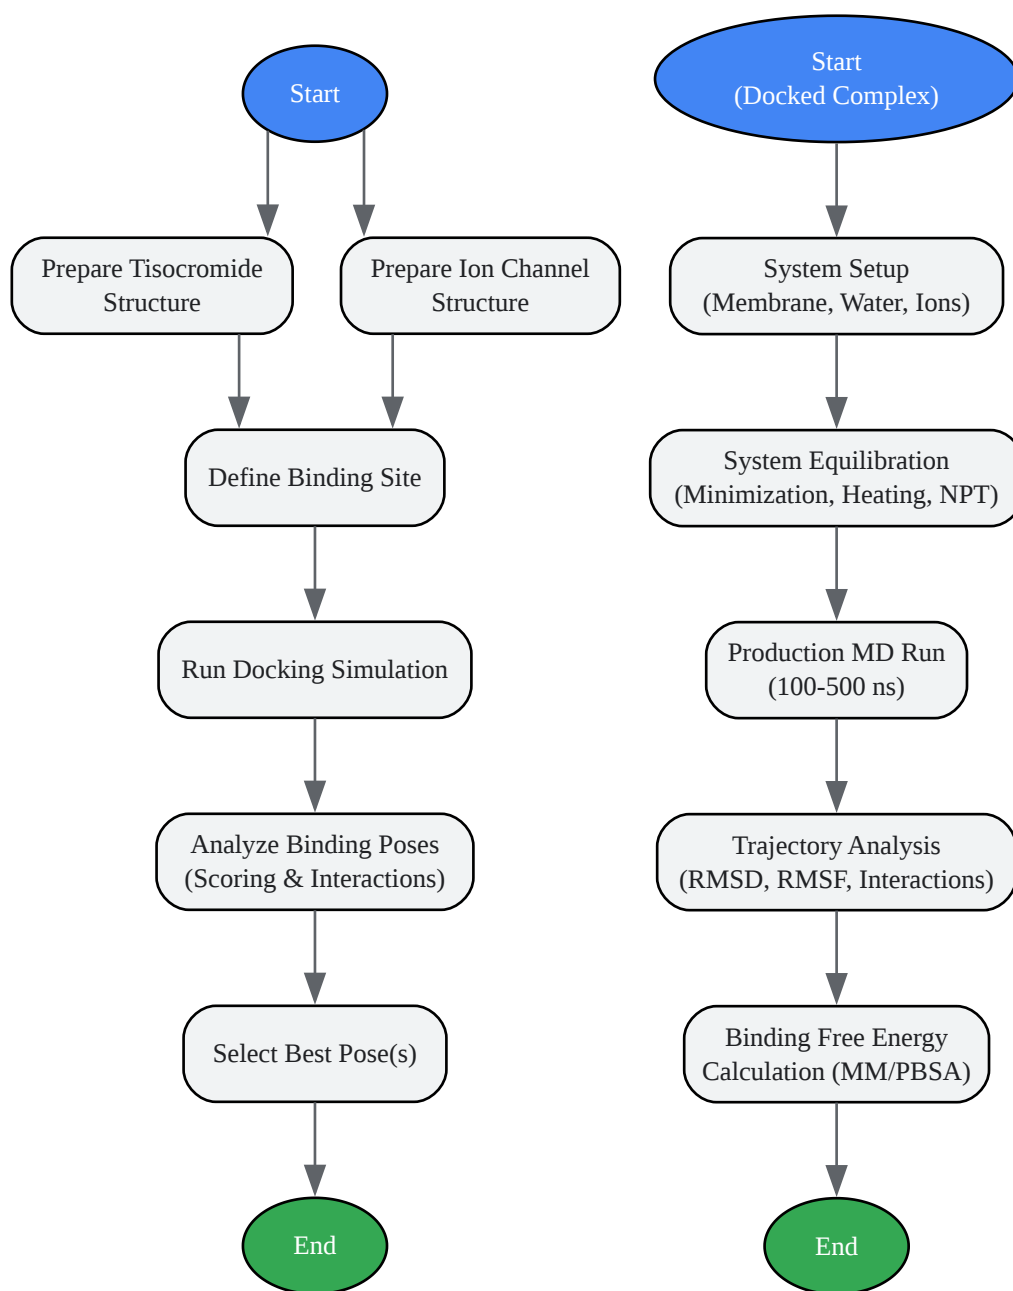 Start
Prepare Tisocromide
Structure
Prepare Ion Channel
Structure
Define Binding Site
Run Docking Simulation
Analyze Binding Poses
(Scoring & Interactions)
Select Best Pose(s)
End
Start
(Docked Complex)
System Setup
(Membrane, Water, Ions)
System Equilibration
(Minimization, Heating, NPT)
Production MD Run
(100-500 ns)
Trajectory Analysis
(RMSD, RMSF, Interactions)
Binding Free Energy
Calculation (MM/PBSA)
End